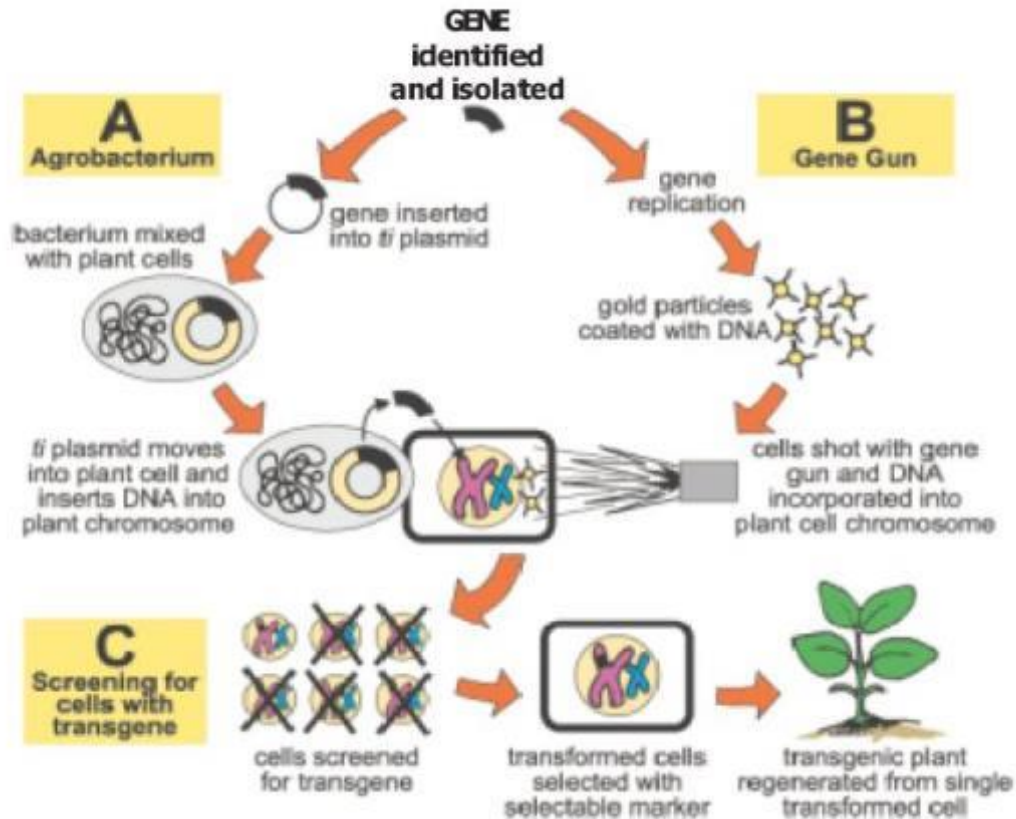 GENE
identified
and isolated
A
Agrobacterium
B
Gene Gun
gene inserted
into ti plasmid
gene
replication
bacterium mixed
with plant cells
gold particles
coated with DNA
ti plasmid moves
into plant cell and
inserts DNA into
plant chromosome
cells shot with gene
gun and DNA
incorporated into
plant cell chromosome
C
Screening for
cells with
transgene
cells screened
for transgene
transformed cells
selected with
selectable marker
transgenic plant
regenerated from single
transformed cell